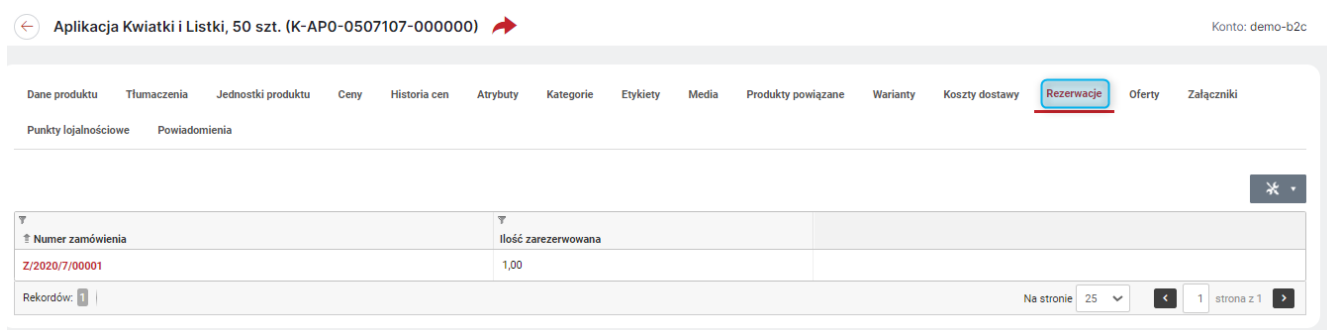 Aplikacja Kwiatki i Listki, 50 szt. (K-AP0-0507107-000000) Konto: demo-b2c
Dane produktu Tłumaczenia Jednostki produktu Ceny Historia cen Atrybuty Kategorie Etykiety Media Produkty powiązane Warianty Koszty dostawy Rezerwacje Oferty Załączniki
Punkty lojalnościowe Powiadomienia
Numer zamówienia Ilość zarezerwowana
Z/2020/7/00001 1,00
Rekordów: 1 Na stronie 25 1 strona z 1